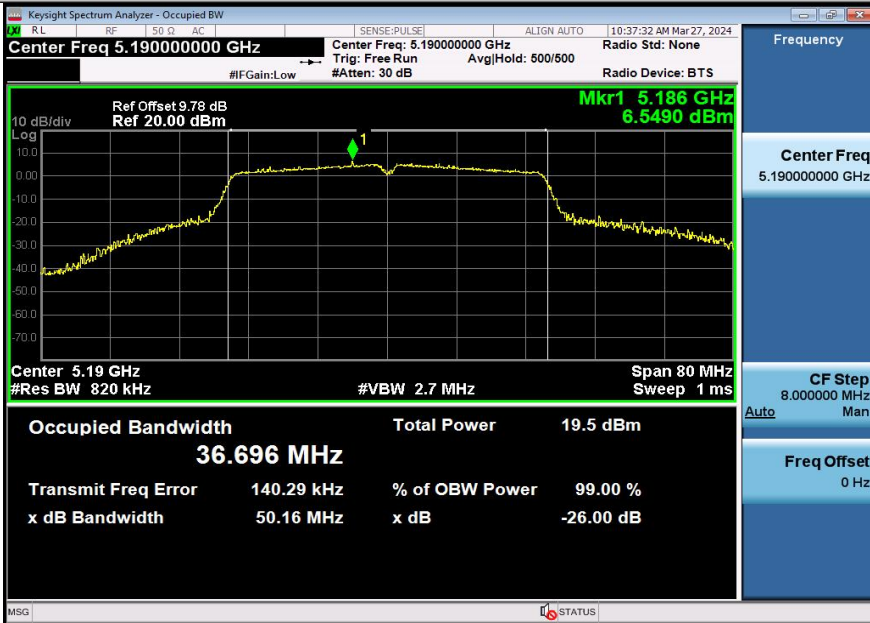 Keysight Spectrum Analyzer - Occupied BW
LXI RL RF 50 Ω AC SENSE:PULSE ALIGN AUTO 10:37:32 AM Mar 27, 2024
Center Freq 5.190000000 GHz
Center Freq: 5.190000000 GHz Radio Std: None
Trig: Free Run Avg|Hold: 500/500
#IFGain:Low #Atten: 30 dB Radio Device: BTS
Frequency
Ref Offset 9.78 dB Mkr1 5.186 GHz
10 dB/div Ref 20.00 dBm 6.5490 dBm
Log
1
10.0
0.00
-10.0
-20.0
-30.0
-40.0
-50.0
-60.0
-70.0
Center 5.19 GHz Span 80 MHz
#Res BW 820 kHz #VBW 2.7 MHz Sweep 1 ms
Occupied Bandwidth Total Power 19.5 dBm
36.696 MHz
Transmit Freq Error 140.29 kHz % of OBW Power 99.00 %
x dB Bandwidth 50.16 MHz x dB -26.00 dB
Center Freq
5.190000000 GHz
CF Step
8.000000 MHz
Auto Man
Freq Offset
0 Hz
MSG STATUS